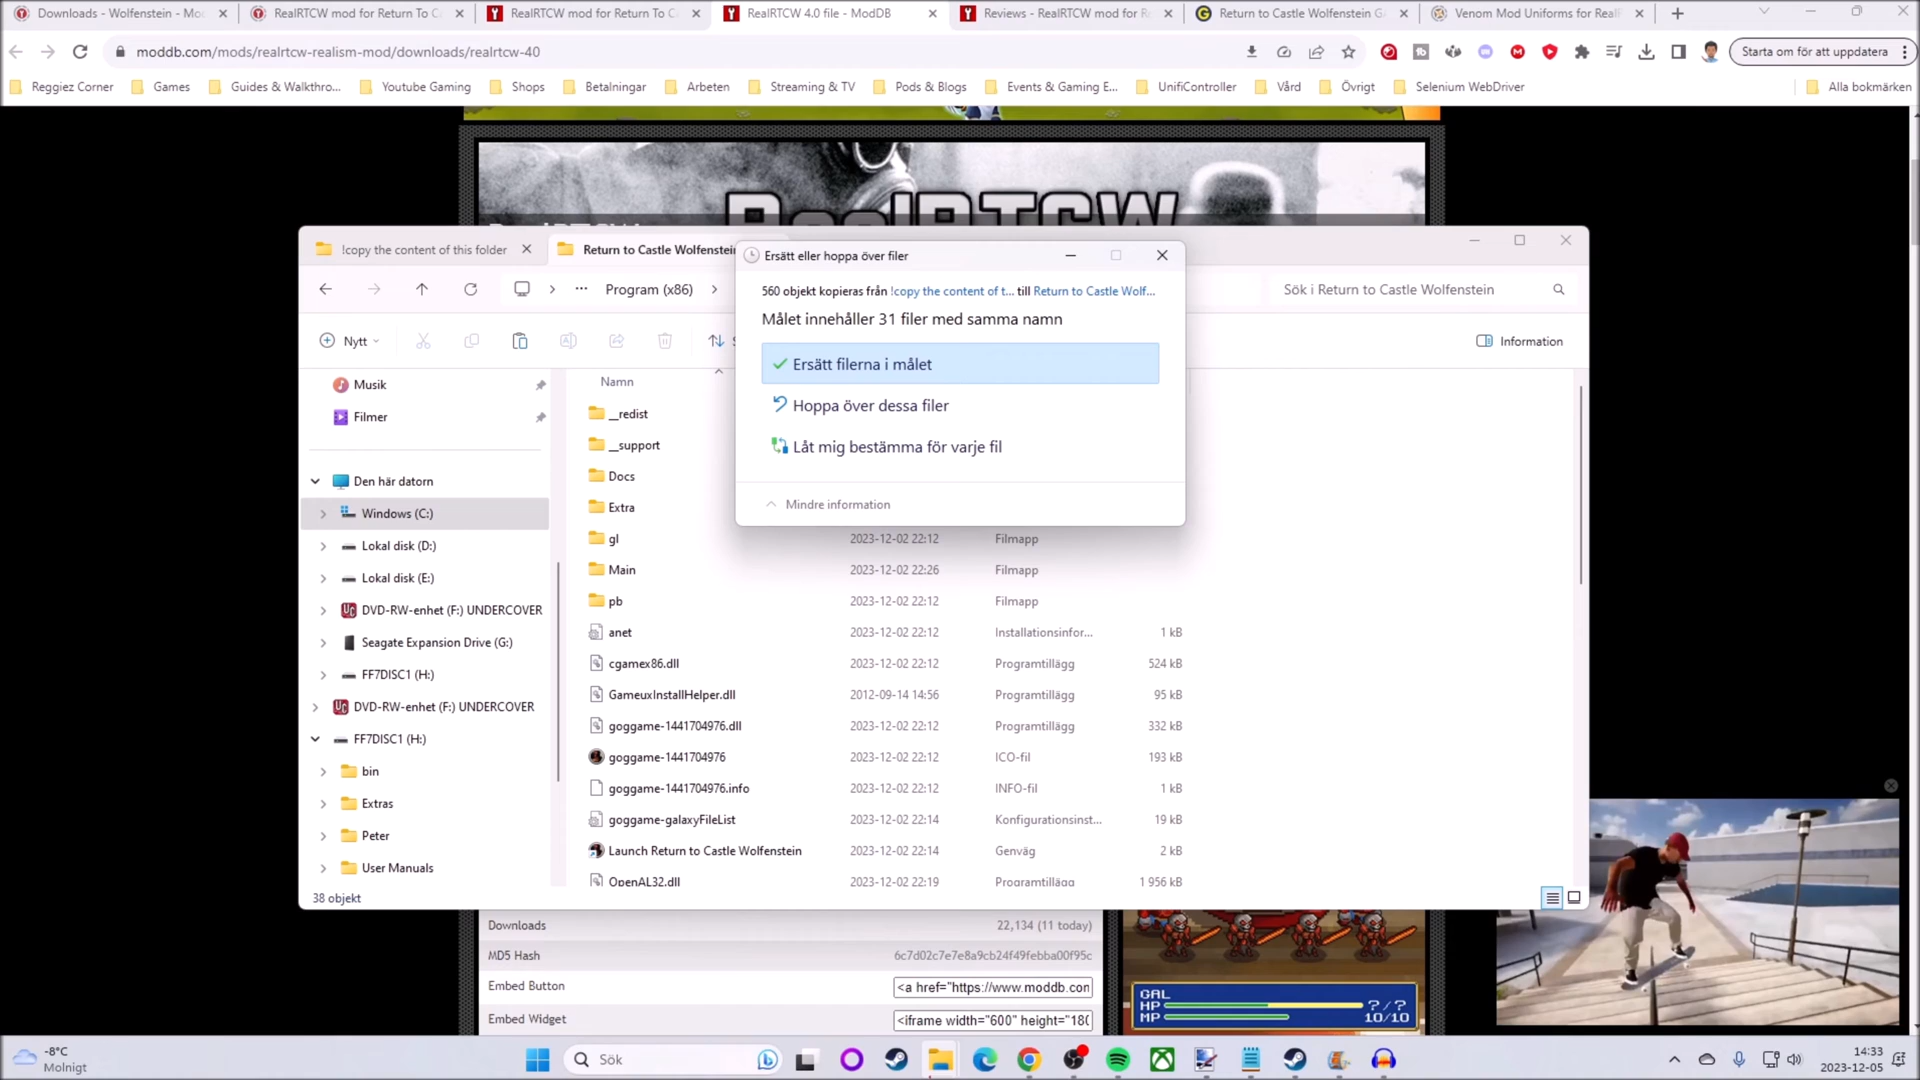 Downloads - Wolfenstein - Mo
RealRTCW mod for Return To C
RealRTCW mod for Return To C
RealRTCW 4.0 file - ModDB
Reviews - RealRTCW mod for R
Return to Castle Wolfenstein G
Venom Mod Uniforms for Real
moddb.com/mods/realrtcw-realism-mod/downloads/realrtcw-40
Starta om för att uppdatera
Reggiez Corner
Games
Guides & Walkthro...
Youtube Gaming
Shops
Betalningar
Arbeten
Streaming & TV
Pods & Blogs
Events & Gaming E...
UnifiController
Vård
Övrigt
Selenium WebDriver
Alla bokmärken
RealRTCW
!copy the content of this folder
Return to Castle Wolfenstei
Program (x86)
Sök i Return to Castle Wolfenstein
Nytt
Information
Ersätt eller hoppa över filer
560 objekt kopieras från !copy the content of t... till Return to Castle Wolf...
Målet innehåller 31 filer med samma namn
Ersätt filerna i målet
Hoppa över dessa filer
Låt mig bestämma för varje fil
Mindre information
Musik
Filmer
Den här datorn
Windows (C:)
Lokal disk (D:)
Lokal disk (E:)
DVD-RW-enhet (F:) UNDERCOVER
Seagate Expansion Drive (G:)
FF7DISC1 (H:)
DVD-RW-enhet (F:) UNDERCOVER
FF7DISC1 (H:)
bin
Extras
Peter
User Manuals
Namn
__redist
__support
Docs
Extra
gl 2023-12-02 22:12 Filmapp
Main 2023-12-02 22:26 Filmapp
pb 2023-12-02 22:12 Filmapp
anet 2023-12-02 22:12 Installationsinfor... 1 kB
cgamex86.dll 2023-12-02 22:12 Programtillägg 524 kB
GameuxInstallHelper.dll 2012-09-14 14:56 Programtillägg 95 kB
goggame-1441704976.dll 2023-12-02 22:12 Programtillägg 332 kB
goggame-1441704976 2023-12-02 22:12 ICO-fil 193 kB
goggame-1441704976.info 2023-12-02 22:12 INFO-fil 1 kB
goggame-galaxyFileList 2023-12-02 22:14 Konfigurationsinst... 19 kB
Launch Return to Castle Wolfenstein 2023-12-02 22:14 Genväg 2 kB
OpenAL32.dll 2023-12-02 22:19 Programtillägg 1 956 kB
38 objekt
Downloads 22,134 (11 today)
MD5 Hash 6c7d02c7e7e8a9cb24f49febba00f95c
Embed Button <a href="https://www.moddb.con
Embed Widget <iframe width="600" height="180
GAL
HP ?/?
MP 10/10
-8°C
Molnigt
Sök
14:33
2023-12-05